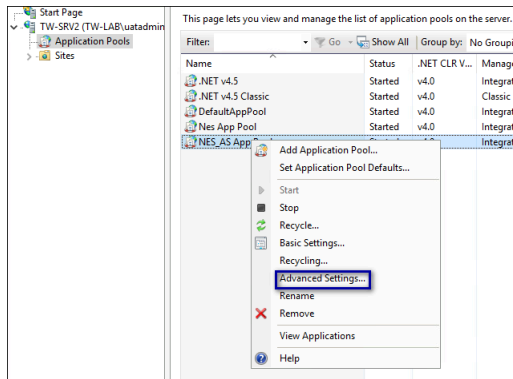 Start Page
TW-SRV2 (TW-LAB\uatadmin
Application Pools
Sites
This page lets you view and manage the list of application pools on the server.
Filter: Go Show All Group by: No Groupi
Name Status .NET CLR V... Manage
.NET v4.5 Started v4.0 Integrat
.NET v4.5 Classic Started v4.0 Classic
DefaultAppPool Started v4.0 Integrat
Nes App Pool Started v4.0 Integrat
NES_AS App Started Integrat
Add Application Pool...
Set Application Pool Defaults...
Start
Stop
Recycle...
Basic Settings...
Recycling...
Advanced Settings...
Rename
Remove
View Applications
Help